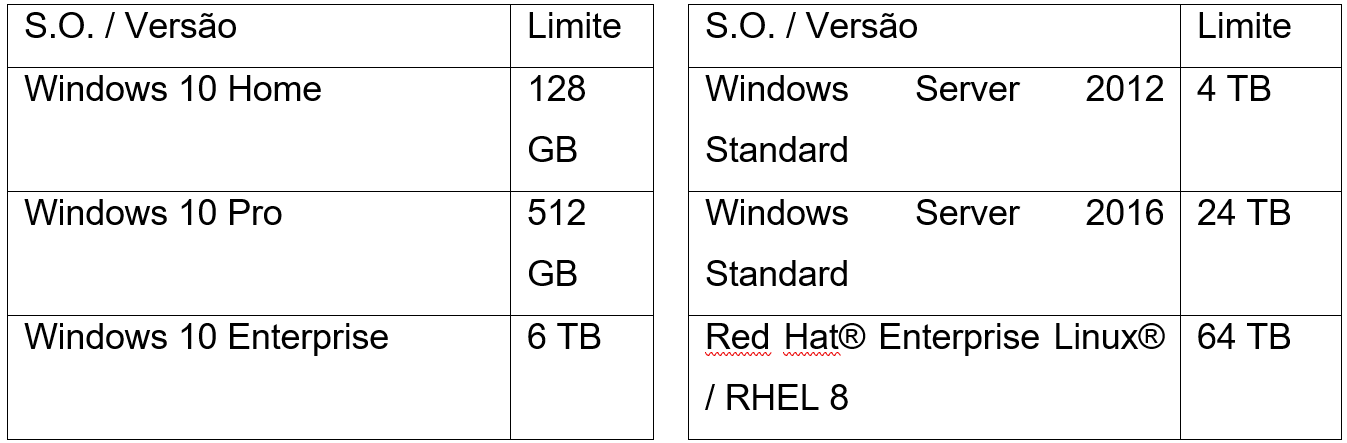 S.O. / Versão Limite
Windows 10 Home 128
GB
Windows 10 Pro 512
GB
Windows 10 Enterprise 6 TB
S.O. / Versão Limite
Windows Server 2012 4 TB
Standard
Windows Server 2016 24 TB
Standard
Red Hat® Enterprise Linux® 64 TB
/ RHEL 8